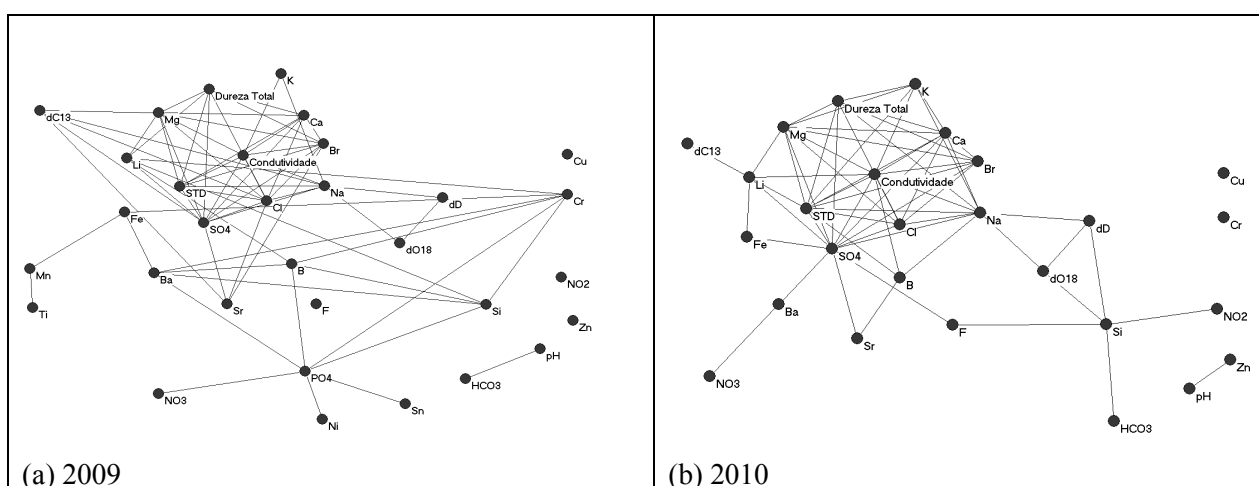 K
Dureza Total
dC13
Mg
Ca
Br
Condutividade
Li
Cu
STD
Na
Cr
Cl
dD
Fe
SO4
dO18
Mn
Ba
B
NO2
Ti
Sr
F
Si
Zn
pH
PO4
HCO3
NO3
Sn
Ni
(a) 2009
K
Dureza Total
Mg
Ca
dC13
Br
Li
Condutividade
Cu
STD
Na
Cl
dD
Cr
Fe
SO4
B
dO18
Ba
NO2
Sr
F
Si
Zn
NO3
pH
HCO3
(b) 2010